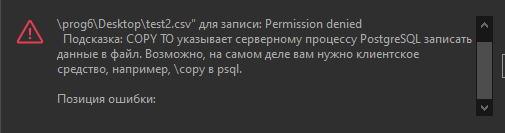 \prog6\Desktop\test2.csv" для записи: Permission denied
Подсказка: COPY TO указывает серверному процессу PostgreSQL записать
данные в файл. Возможно, на самом деле вам нужно клиентское
средство, например, \copy в psql.
Позиция ошибки: